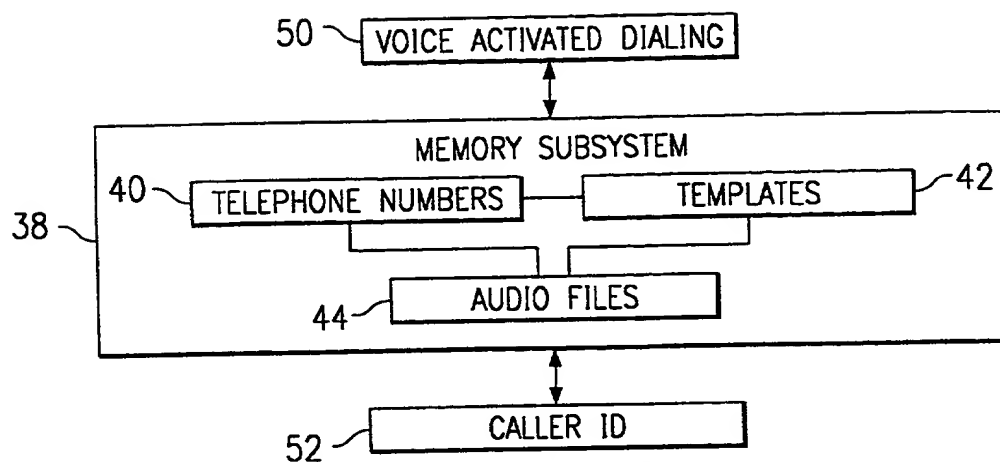 50
VOICE ACTIVATED DIALING
MEMORY SUBSYSTEM
40
TELEPHONE NUMBERS
TEMPLATES
42
38
44
AUDIO FILES
52
CALLER ID